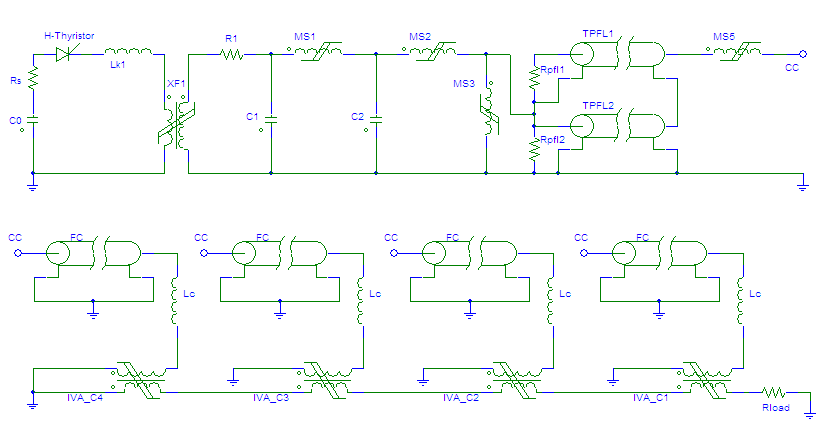 H-Thyristor
R1
MS1
MS2
TPFL1
MS5
Lk1
Rs
XF1
MS3
Rpfl1
CC
C0
C1
C2
TPFL2
Rpfl2
CC
FC
CC
FC
CC
FC
CC
FC
Lc
Lc
Lc
Lc
IVA_C4
IVA_C3
IVA_C2
IVA_C1
Rload